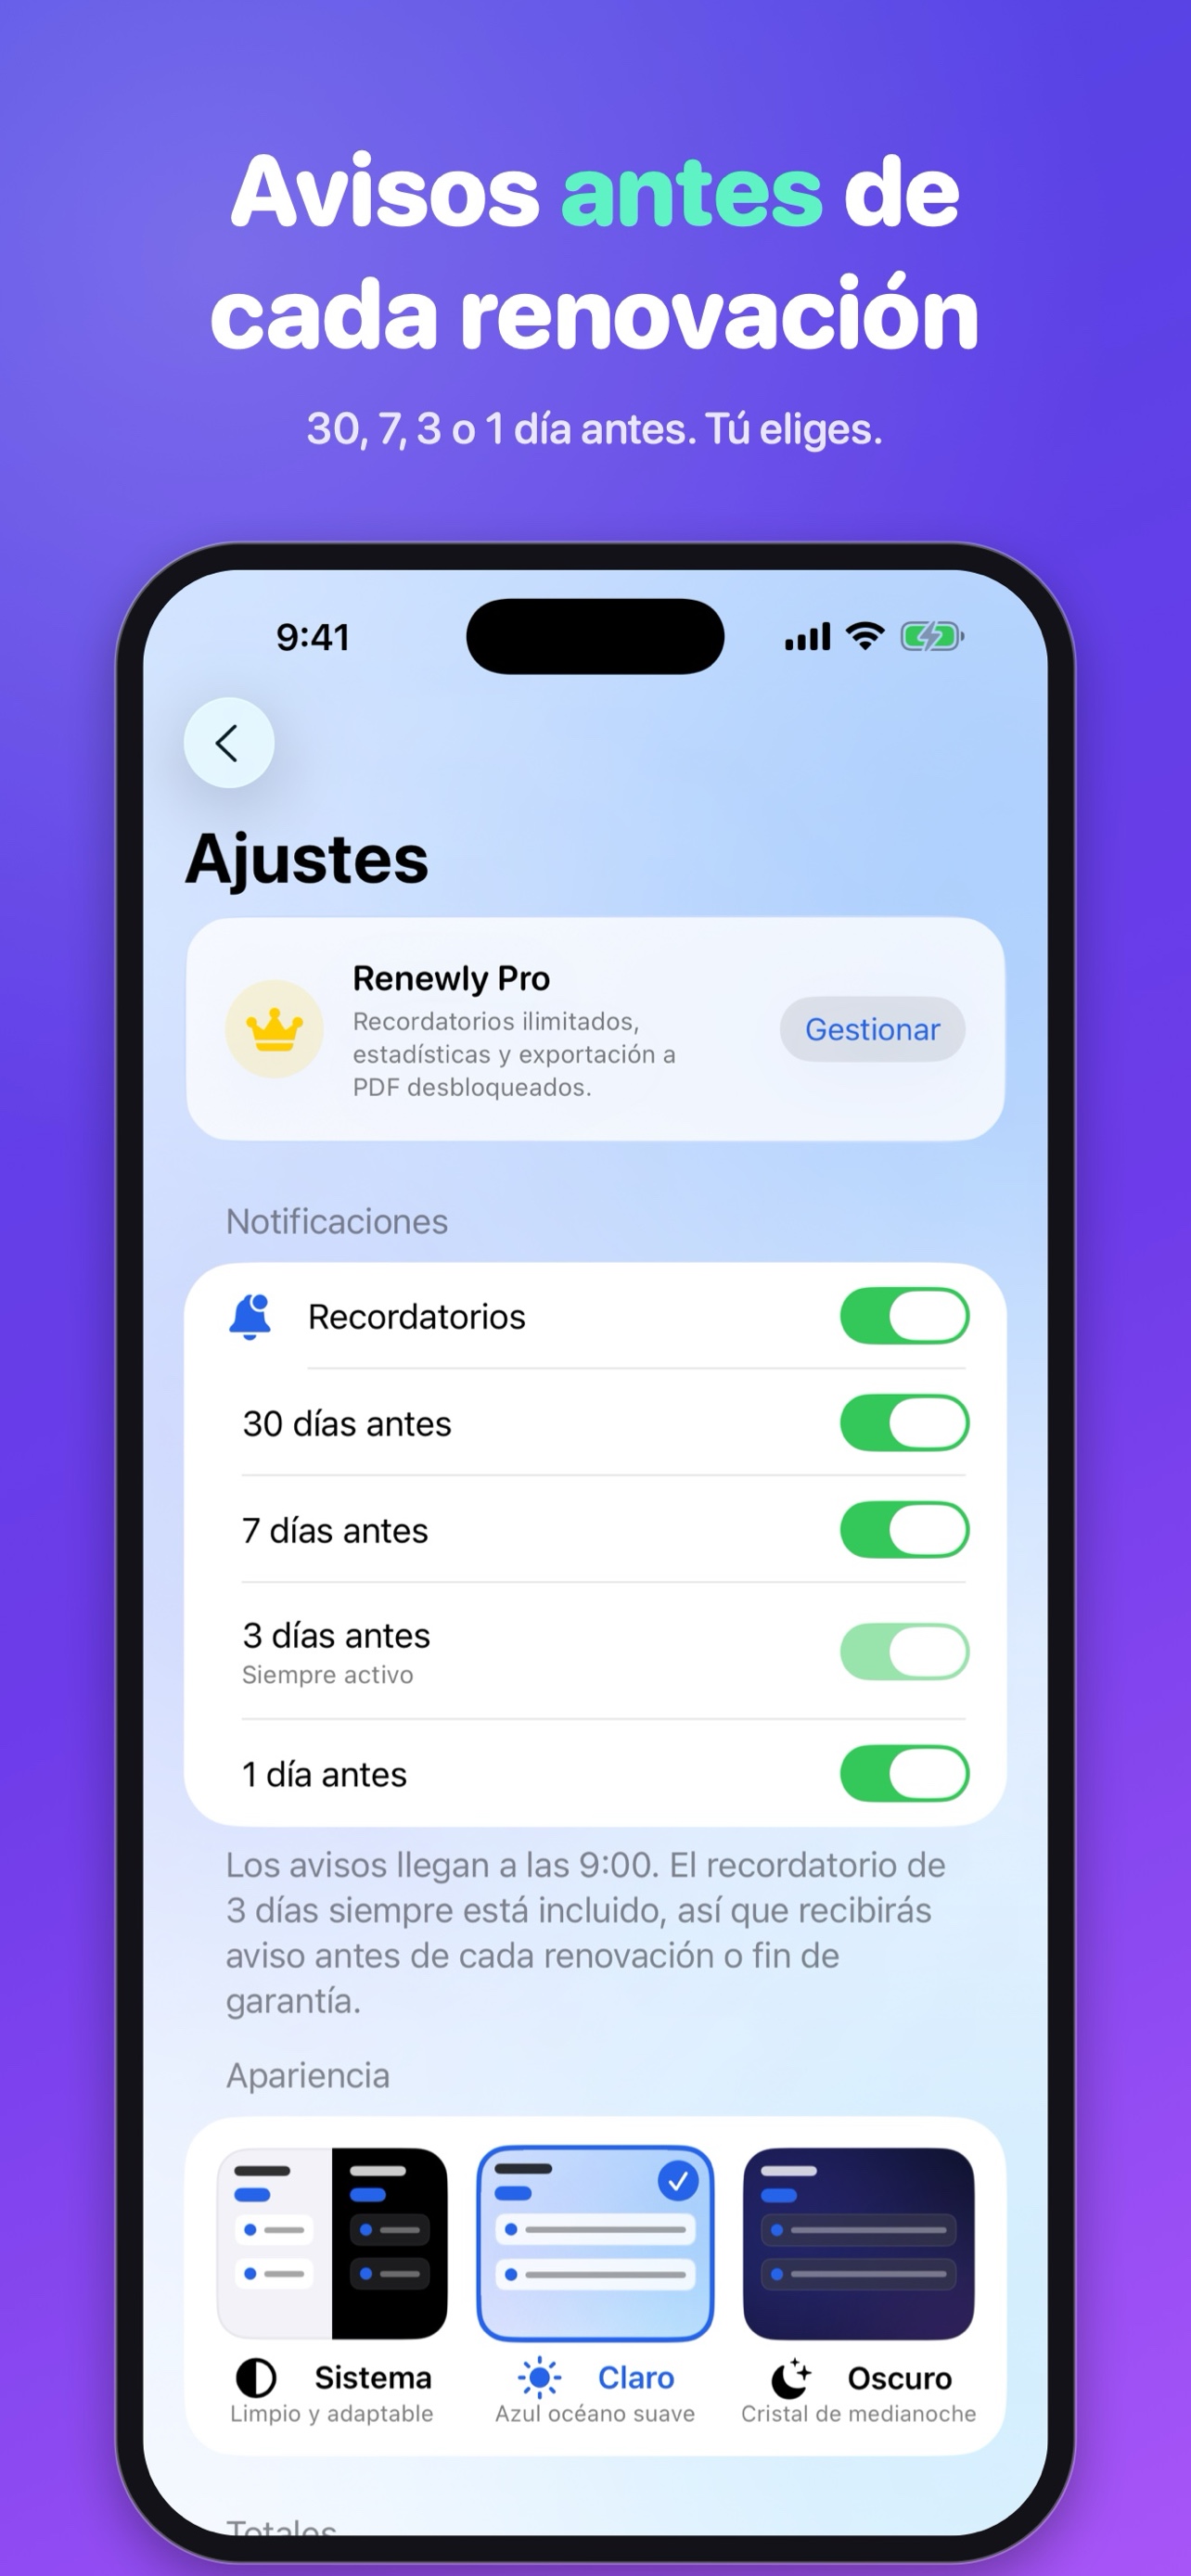 Avisos antes de
cada renovación
30, 7, 3 o 1 día antes. Tú eliges.
9:41
Ajustes
Renewly Pro
Recordatorios ilimitados,
estadísticas y exportación a
PDF desbloqueados.
Gestionar
Notificaciones
Recordatorios
30 días antes
7 días antes
3 días antes
Siempre activo
1 día antes
Los avisos llegan a las 9:00. El recordatorio de
3 días siempre está incluido, así que recibirás
aviso antes de cada renovación o fin de
garantía.
Apariencia
Sistema
Limpio y adaptable
Claro
Azul océano suave
Oscuro
Cristal de medianoche
Totales